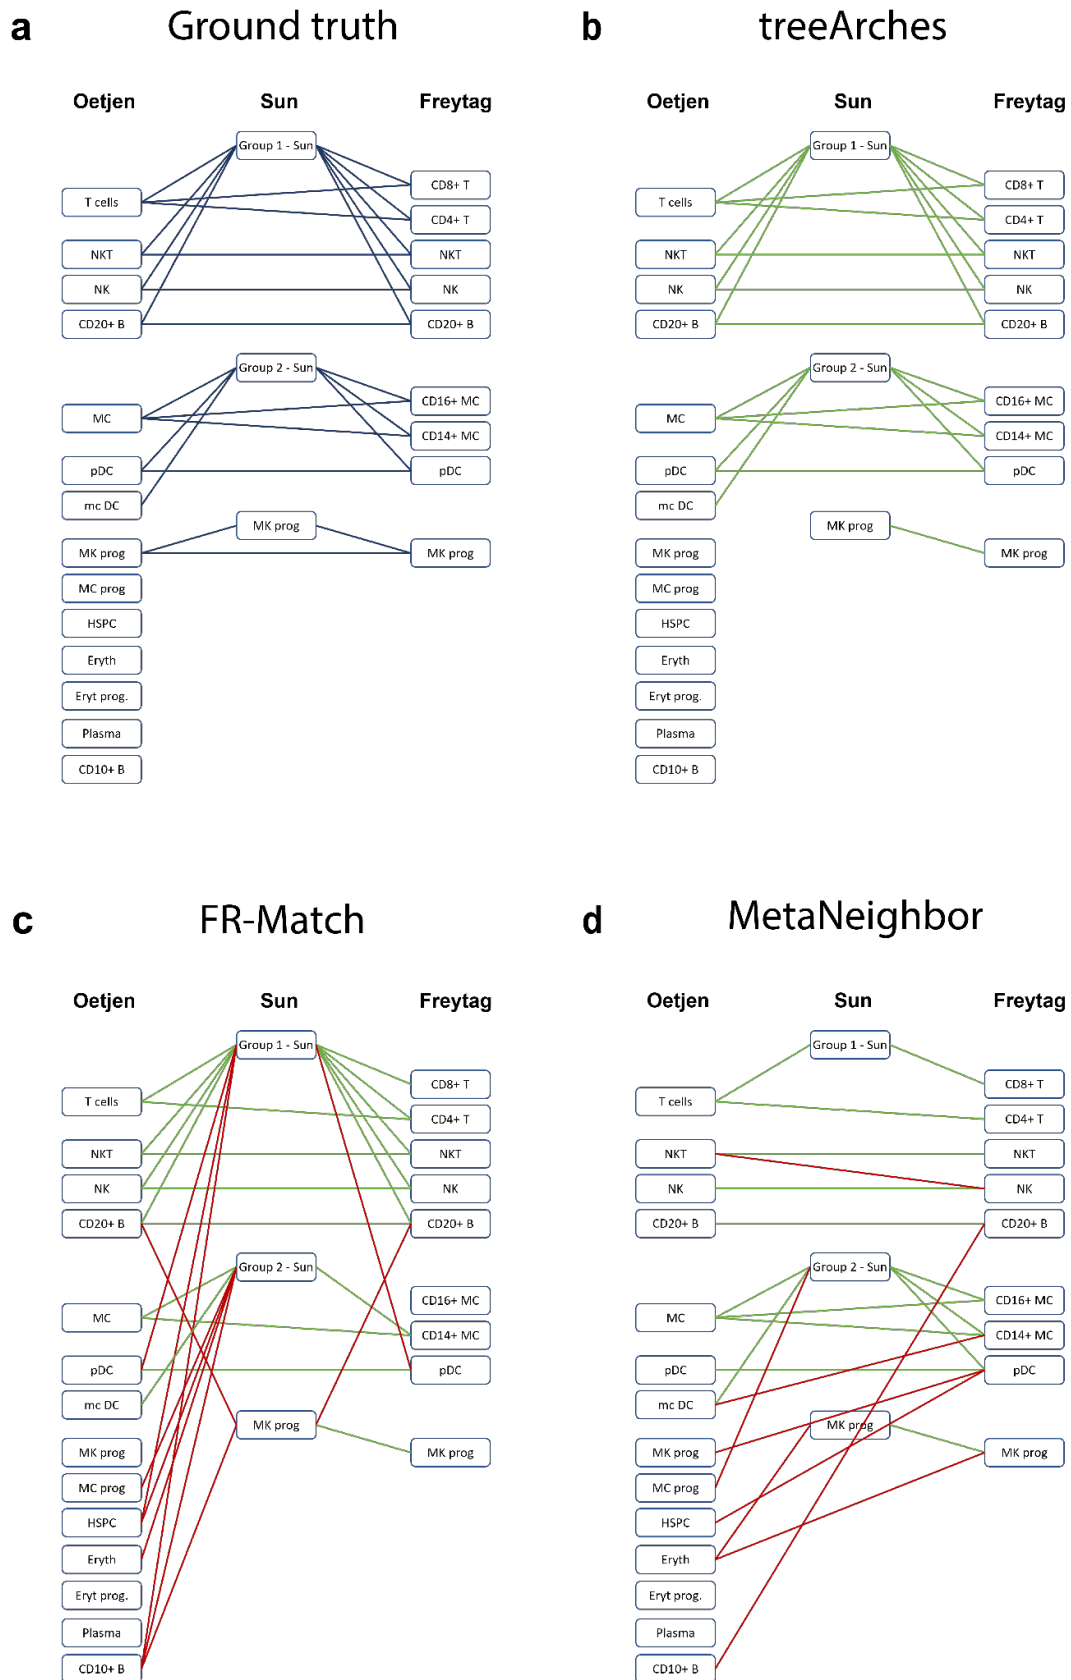 a Ground truth
Oetjen Sun Freytag
Group 1 - Sun
CD8+ T
T cells
CD4+ T
NKT NKT
NK NK
CD20+ B CD20+ B
Group 2 - Sun
CD16+ MC
MC
CD14+ MC
pDC pDC
mc DC
MK prog
MK prog MK prog
MC prog
HSPC
Eryth
Eryt prog.
Plasma
CD10+ B
b treeArches
Oetjen Sun Freytag
Group 1 - Sun
CD8+ T
T cells
CD4+ T
NKT NKT
NK NK
CD20+ B CD20+ B
Group 2 - Sun
CD16+ MC
MC
CD14+ MC
pDC pDC
mc DC
MK prog
MK prog MK prog
MC prog
HSPC
Eryth
Eryt prog.
Plasma
CD10+ B
c FR-Match
Oetjen Sun Freytag
Group 1 - Sun
CD8+ T
T cells
CD4+ T
NKT NKT
NK NK
CD20+ B CD20+ B
Group 2 - Sun
CD16+ MC
MC
CD14+ MC
pDC pDC
mc DC
MK prog
MK prog MK prog
MC prog
HSPC
Eryth
Eryt prog.
Plasma
CD10+ B
d MetaNeighbor
Oetjen Sun Freytag
Group 1 - Sun
CD8+ T
T cells
CD4+ T
NKT NKT
NK NK
CD20+ B CD20+ B
Group 2 - Sun
CD16+ MC
MC
CD14+ MC
pDC pDC
mc DC
MK prog
MK prog MK prog
MC prog
HSPC
Eryth
Eryt prog.
Plasma
CD10+ B